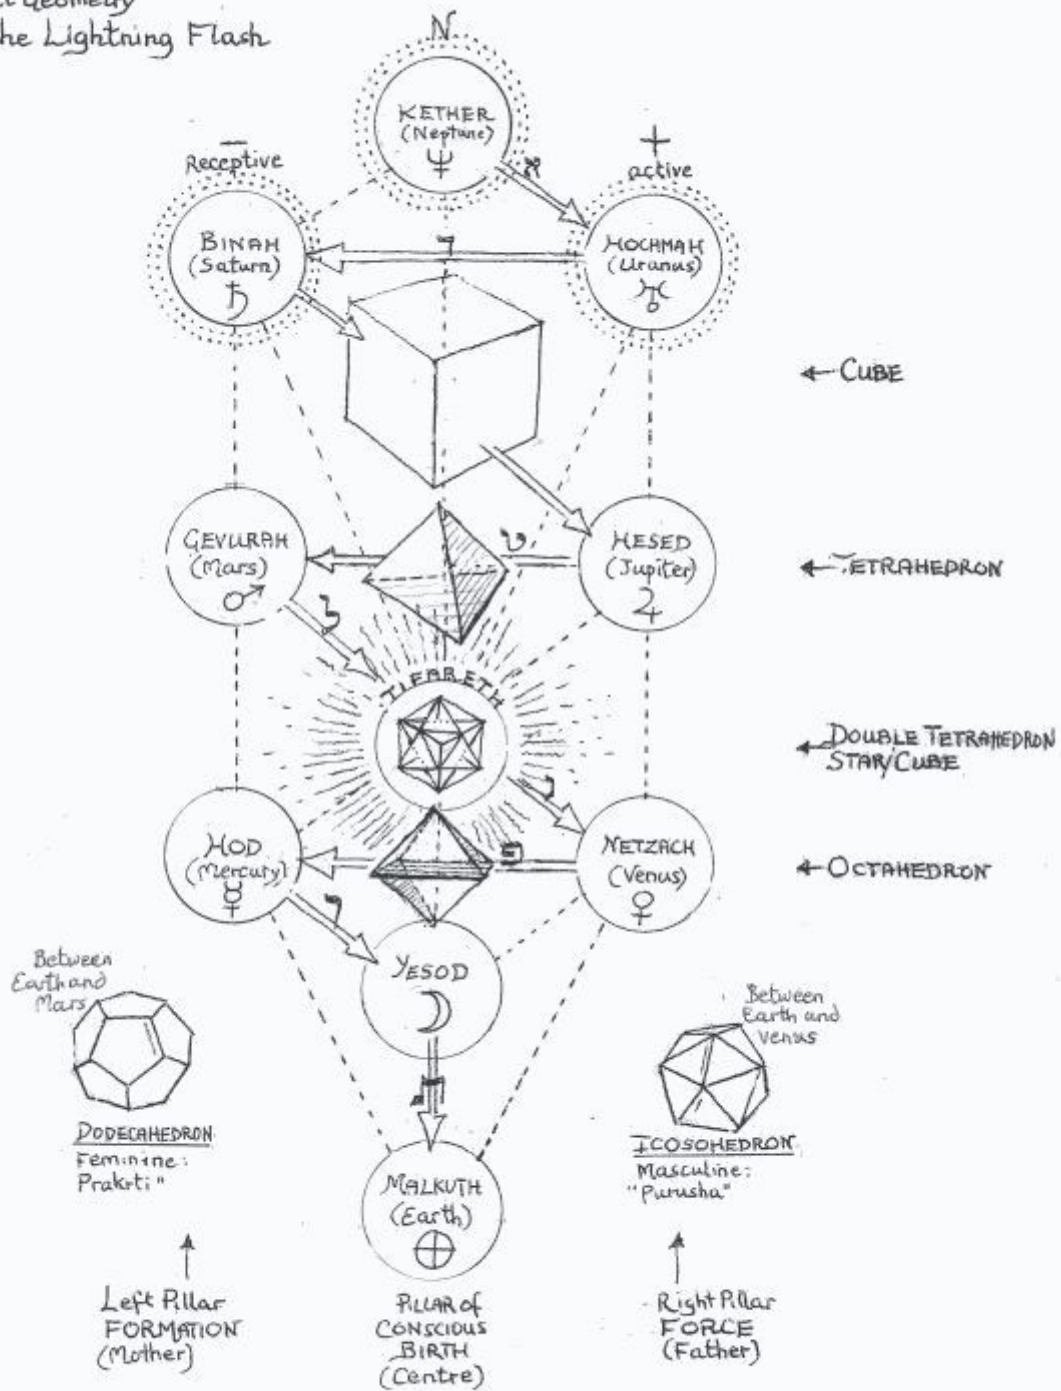 Geometry
he Lightning Flash
N
KETHER
(Neptune)
♆
−
Receptive
+
active
א
BINAH
(Saturn)
♄
HOCHMAH
(Uranus)
♅
← CUBE
GEVURAH
(Mars)
♂
HESED
(Jupiter)
♃
← TETRAHEDRON
TIFARETH
← DOUBLE TETRAHEDRON
STAR/CUBE
HOD
(Mercury)
☿
NETZACH
(Venus)
♀
← OCTAHEDRON
YESOD
Between
Earth and
Mars
Between
Earth and
Venus
DODECAHEDRON
Feminine:
Prakrti"
ICOSOHEDRON
Masculine:
"Purusha"
MALKUTH
(Earth)
⊕
Left Pillar
FORMATION
(Mother)
PILLAR of
CONSCIOUS
BIRTH
(Centre)
Right Pillar
FORCE
(Father)